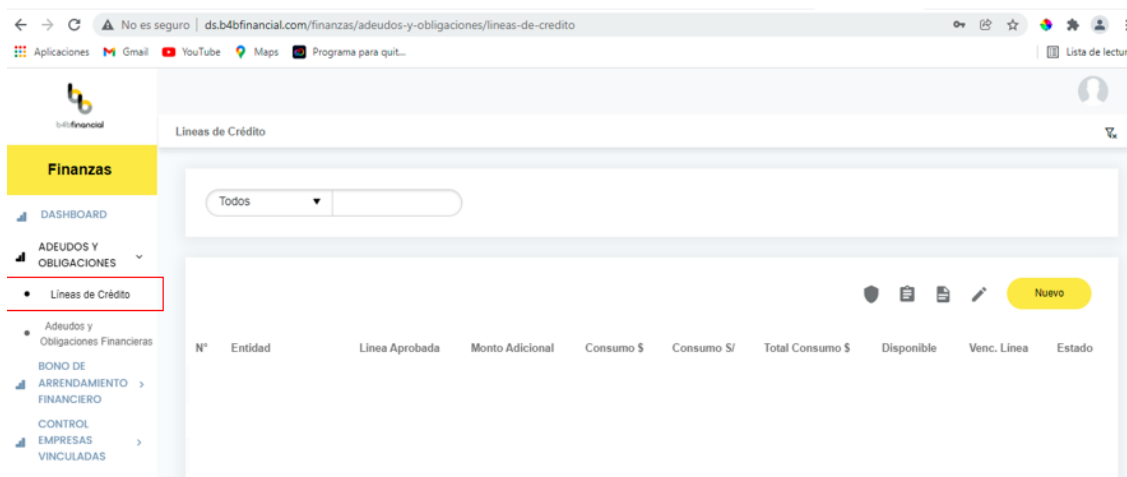 No es seguro | ds.b4bfinancial.com/finanzas/adeudos-y-obligaciones/lineas-de-credito
Aplicaciones Gmail YouTube Maps Programa para quit... Lista de lectur
b4bfinancial
Lineas de Crédito
Finanzas
Todos
DASHBOARD
ADEUDOS Y
OBLIGACIONES
Nuevo
Líneas de Crédito
Adeudos y
Obligaciones Financieras
N° Entidad Linea Aprobada Monto Adicional Consumo $ Consumo S/ Total Consumo $ Disponible Venc. Línea Estado
BONO DE
ARRENDAMIENTO
FINANCIERO
CONTROL
EMPRESAS
VINCULADAS